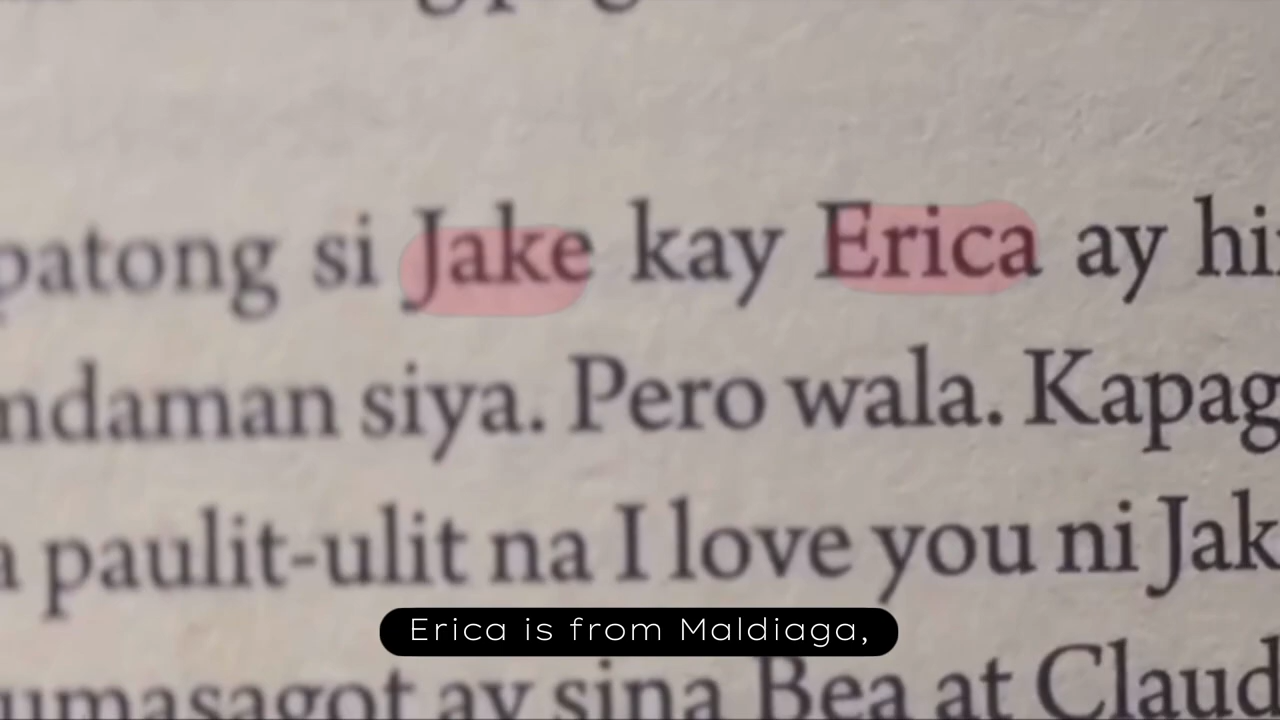 patong si Jake kay Erica ay
ndaman siya. Pero wala. Kapag
paulit-ulit na I love you ni Jak
Erica is from Maldiaga,
umasagot ay sina Bea at Claud